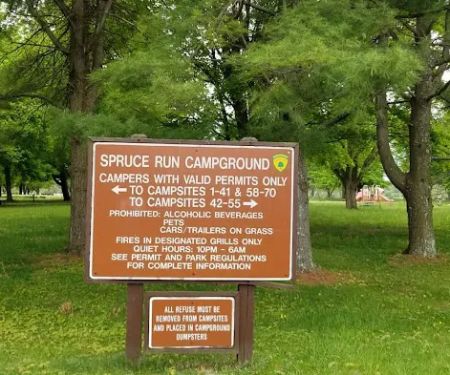 SPRUCE RUN CAMPGROUND
CAMPERS WITH VALID PERMITS ONLY
← TO CAMPSITES 1-41 & 58-70
TO CAMPSITES 42-55 →
PROHIBITED: ALCOHOLIC BEVERAGES
PETS
CARS/TRAILERS ON GRASS
FIRES IN DESIGNATED GRILLS ONLY
QUIET HOURS: 10PM - 6AM
SEE PERMIT AND PARK REGULATIONS
FOR COMPLETE INFORMATION
ALL REFUSE MUST BE
REMOVED FROM CAMPSITES
AND PLACED IN CAMPGROUND
DUMPSTERS